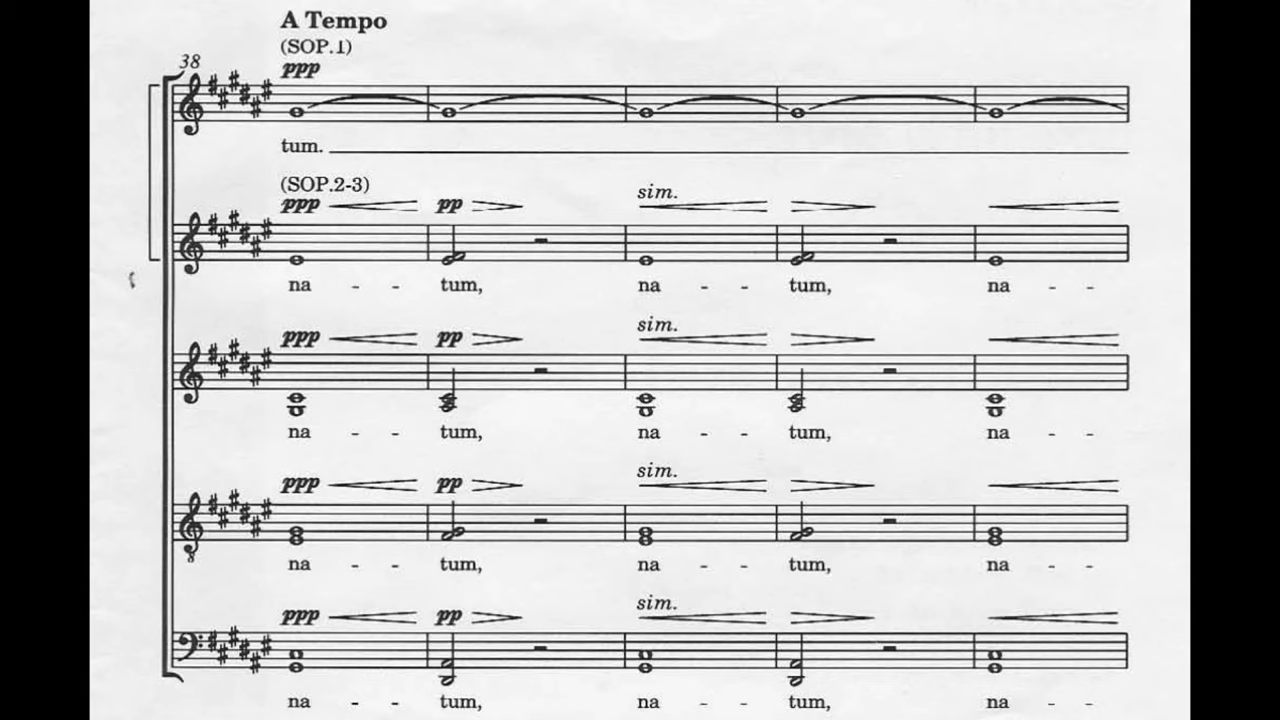 A Tempo
(SOP.1)
38
ppp
tum.
(SOP.2-3)
ppp pp sim.
na - - tum, na - - tum, na - -
ppp pp sim.
na - - tum, na - - tum, na - -
ppp pp sim.
8
na - - tum, na - - tum, na - -
ppp pp sim.
na - - tum, na - - tum, na - -